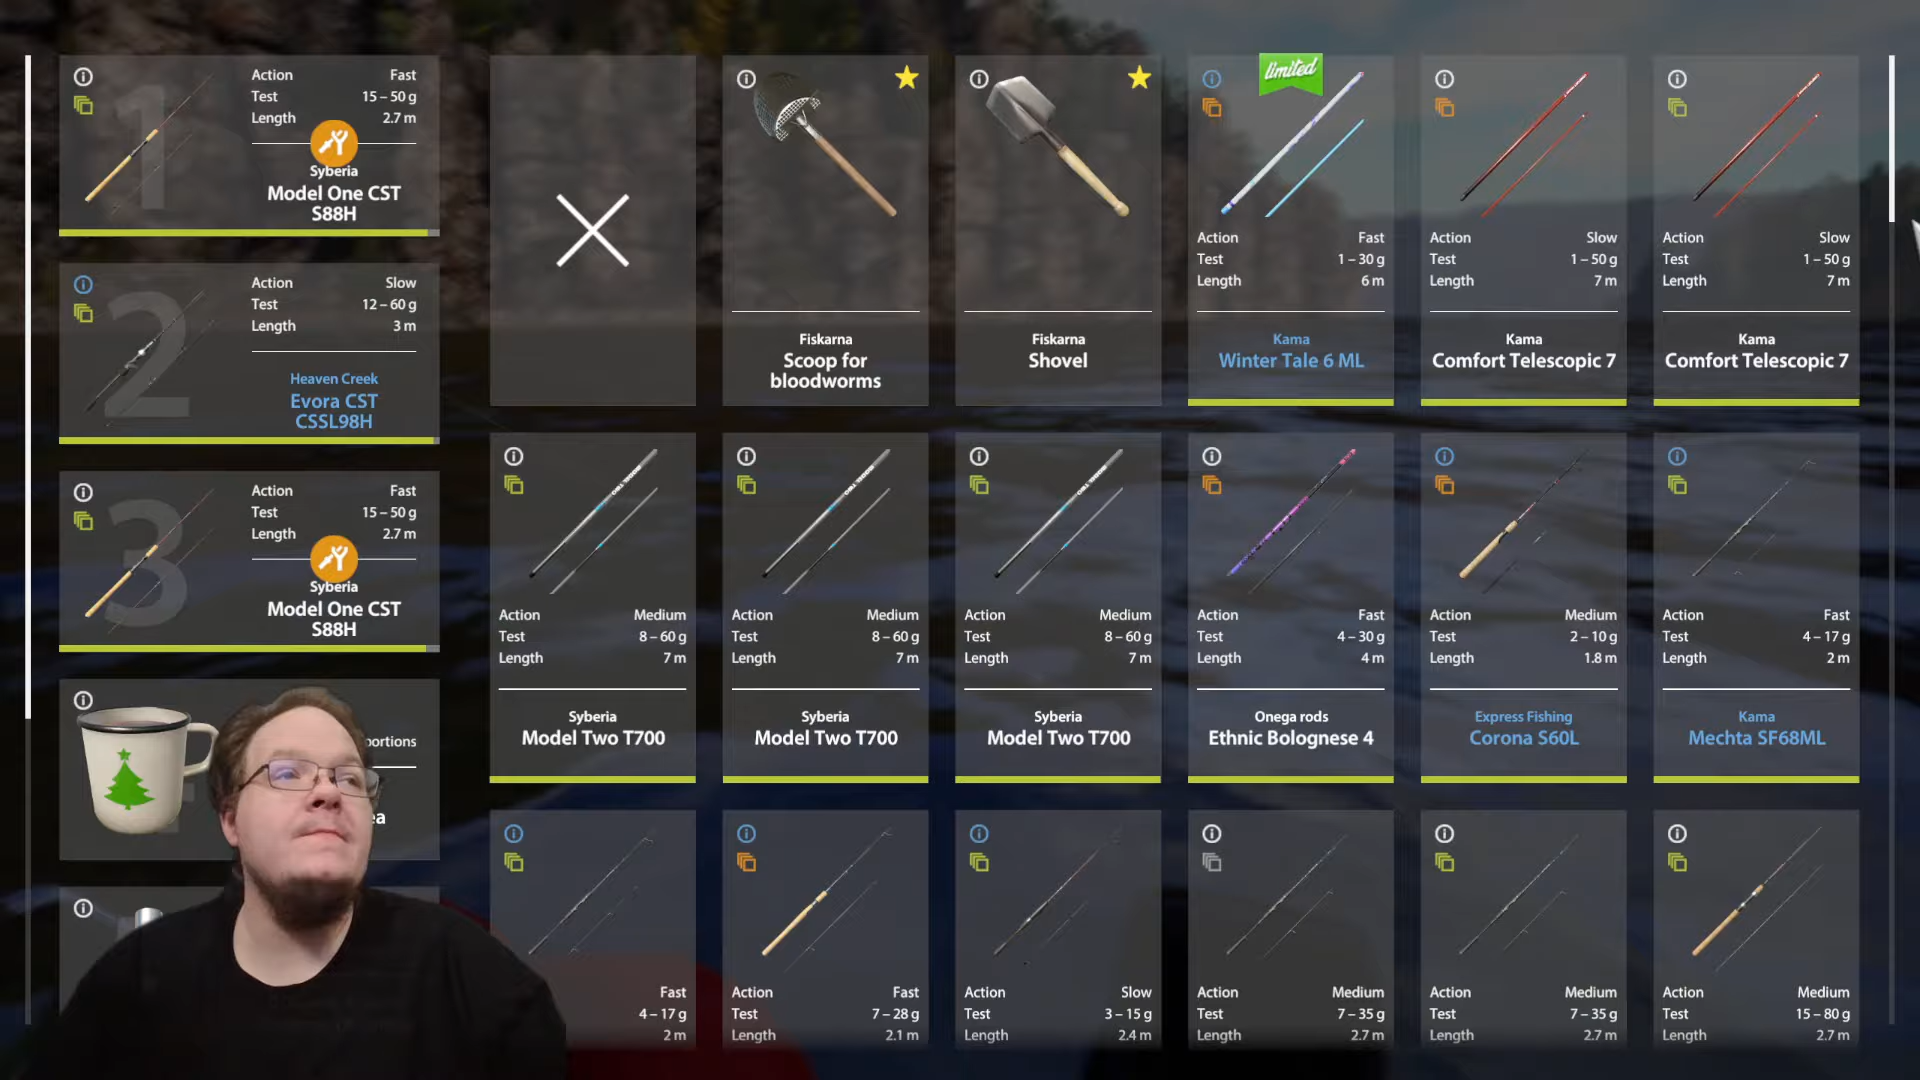 1
Action Fast
Test 15 – 50 g
Length 2.7 m
Syberia
Model One CST
S88H
2
Action Slow
Test 12 – 60 g
Length 3 m
Heaven Creek
Evora CST
CSSL98H
3
Action Fast
Test 15 – 50 g
Length 2.7 m
Syberia
Model One CST
S88H
Fiskarna
Scoop for
bloodworms
Fiskarna
Shovel
limited
Action Fast
Test 1 – 30 g
Length 6 m
Kama
Winter Tale 6 ML
Action Slow
Test 1 – 50 g
Length 7 m
Kama
Comfort Telescopic 7
Action Slow
Test 1 – 50 g
Length 7 m
Kama
Comfort Telescopic 7
Action Medium
Test 8 – 60 g
Length 7 m
Syberia
Model Two T700
Action Medium
Test 8 – 60 g
Length 7 m
Syberia
Model Two T700
Action Medium
Test 8 – 60 g
Length 7 m
Syberia
Model Two T700
Action Fast
Test 4 – 30 g
Length 4 m
Onega rods
Ethnic Bolognese 4
Action Medium
Test 2 – 10 g
Length 1.8 m
Express Fishing
Corona S60L
Action Fast
Test 4 – 17 g
Length 2 m
Kama
Mechta SF68ML
Fast
4 – 17 g
2 m
Action Fast
Test 7 – 28 g
Length 2.1 m
Action Slow
Test 3 – 15 g
Length 2.4 m
Action Medium
Test 7 – 35 g
Length 2.7 m
Action Medium
Test 7 – 35 g
Length 2.7 m
Action Medium
Test 15 – 80 g
Length 2.7 m